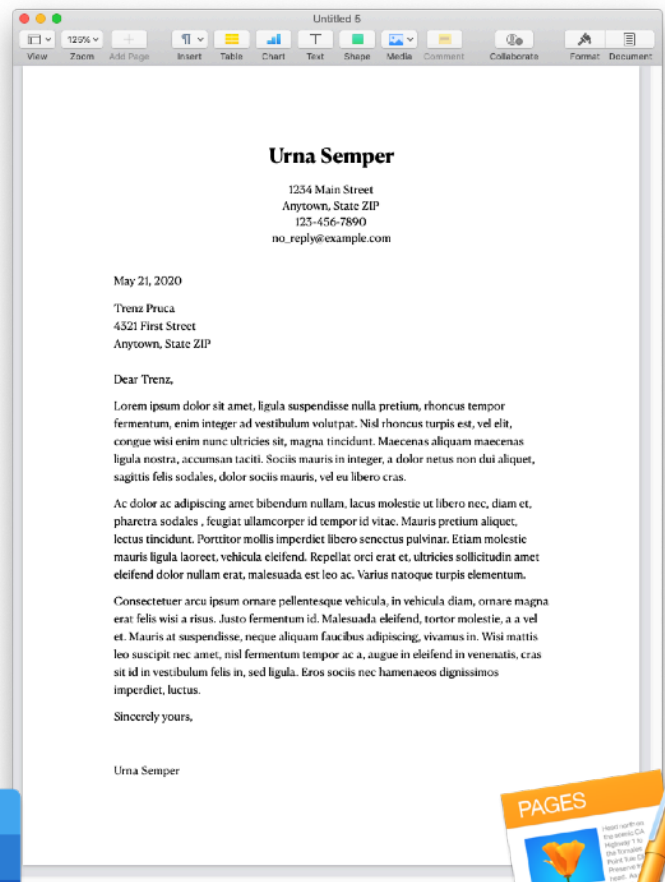 Untitled 5
125%
View Zoom Add Page Insert Table Chart Text Shape Media Comment Collaborate Format Document
Urna Semper
1234 Main Street
Anytown, State ZIP
123-456-7890
no_reply@example.com
May 21, 2020
Trenz Pruca
4321 First Street
Anytown, State ZIP
Dear Trenz,
Lorem ipsum dolor sit amet, ligula suspendisse nulla pretium, rhoncus tempor
fermentum, enim integer ad vestibulum volutpat. Nisl rhoncus turpis est, vel elit,
congue wisi enim nunc ultricies sit, magna tincidunt. Maecenas aliquam maecenas
ligula nostra, accumsan taciti. Sociis mauris in integer, a dolor netus non dui aliquet,
sagittis felis sodales, dolor sociis mauris, vel eu libero cras.
Ac dolor ac adipiscing amet bibendum nullam, lacus molestie ut libero nec, diam et,
pharetra sodales , feugiat ullamcorper id tempor id vitae. Mauris pretium aliquet,
lectus tincidunt. Porttitor mollis imperdiet libero senectus pulvinar. Etiam molestie
mauris ligula laoreet, vehicula eleifend. Repellat orci erat et, ultricies sollicitudin amet
eleifend dolor nullam erat, malesuada est leo ac. Varius natoque turpis elementum.
Consectetuer arcu ipsum ornare pellentesque vehicula, in vehicula diam, ornare magna
erat felis wisi a risus. Justo fermentum id. Malesuada eleifend, tortor molestie, a a vel
et. Mauris at suspendisse, neque aliquam faucibus adipiscing, vivamus in. Wisi mattis
leo suscipit nec amet, nisl fermentum tempor ac a, augue in eleifend in venenatis, cras
sit id in vestibulum felis in, sed ligula. Eros sociis nec hamenaeos dignissimos
imperdiet, luctus.
Sincerely yours,
Urna Semper
PAGES
Head north on
the scenic CA
Highway 1 to
the Tomales